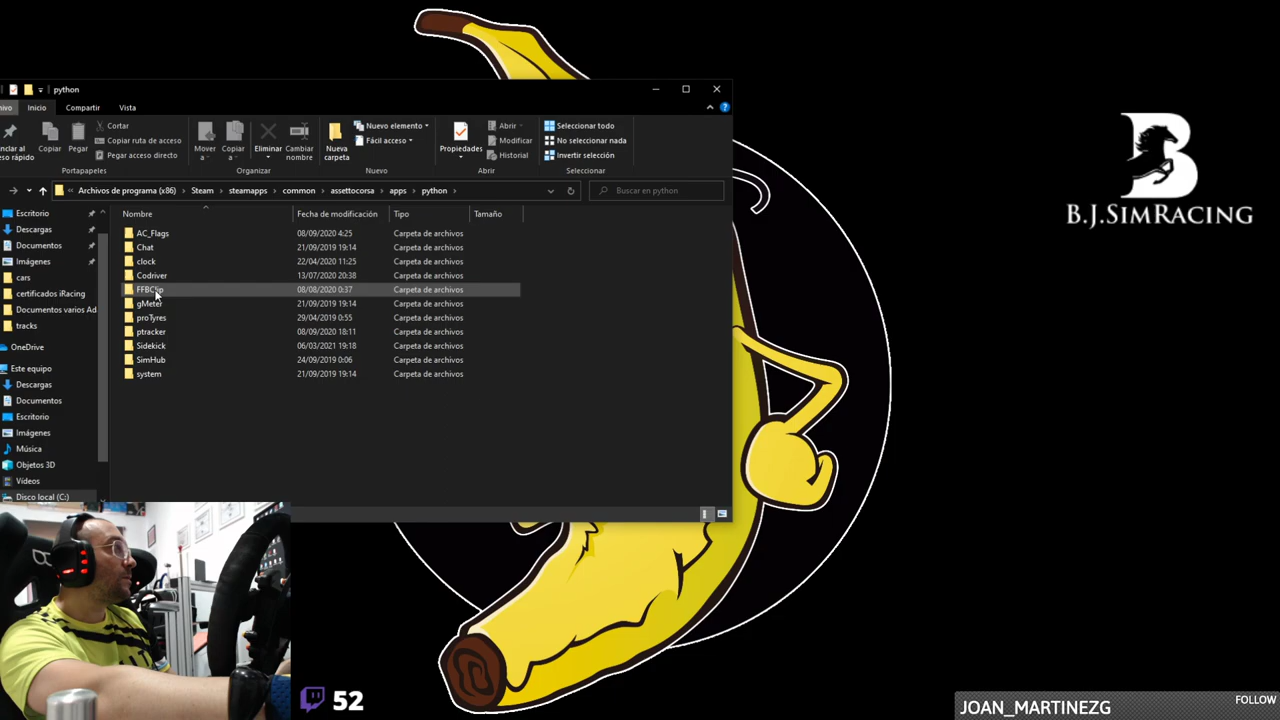 python
chivo
Inicio
Compartir
Vista
Copiar
Pegar
Cortar
Copiar ruta de acceso
Pegar acceso directo
Mover a
Copiar a
Eliminar
Cambiar nombre
Nueva carpeta
Nuevo elemento
Fácil acceso
Propiedades
Abrir
Modificar
Historial
Seleccionar todo
No seleccionar nada
Invertir selección
Portapapeles
Organizar
Nuevo
Abrir
Seleccionar
« Archivos de programa (x86) > Steam > steamapps > common > assettocorsa > apps > python >
Buscar en python
Nombre
Fecha de modificación
Tipo
Tamaño
Escritorio
Descargas
Documentos
Imágenes
cars
certificados iRacing
Documentos varios Ad
tracks
OneDrive
Este equipo
Descargas
Documentos
Escritorio
Imágenes
Música
Objetos 3D
Vídeos
Disco local (C:)
AC_Flags 08/09/2020 4:25 Carpeta de archivos
Chat 21/09/2019 19:14 Carpeta de archivos
clock 22/04/2020 11:25 Carpeta de archivos
Codriver 13/07/2020 20:38 Carpeta de archivos
FFBClip 08/08/2020 0:37 Carpeta de archivos
gMeter 21/09/2019 19:14 Carpeta de archivos
proTyres 29/04/2019 0:55 Carpeta de archivos
ptracker 08/09/2020 18:11 Carpeta de archivos
Sidekick 06/03/2021 19:18 Carpeta de archivos
SimHub 24/09/2019 0:06 Carpeta de archivos
system 21/09/2019 19:14 Carpeta de archivos
B.J.SimRacing
52
JOAN_MARTINEZG
FOLLOW